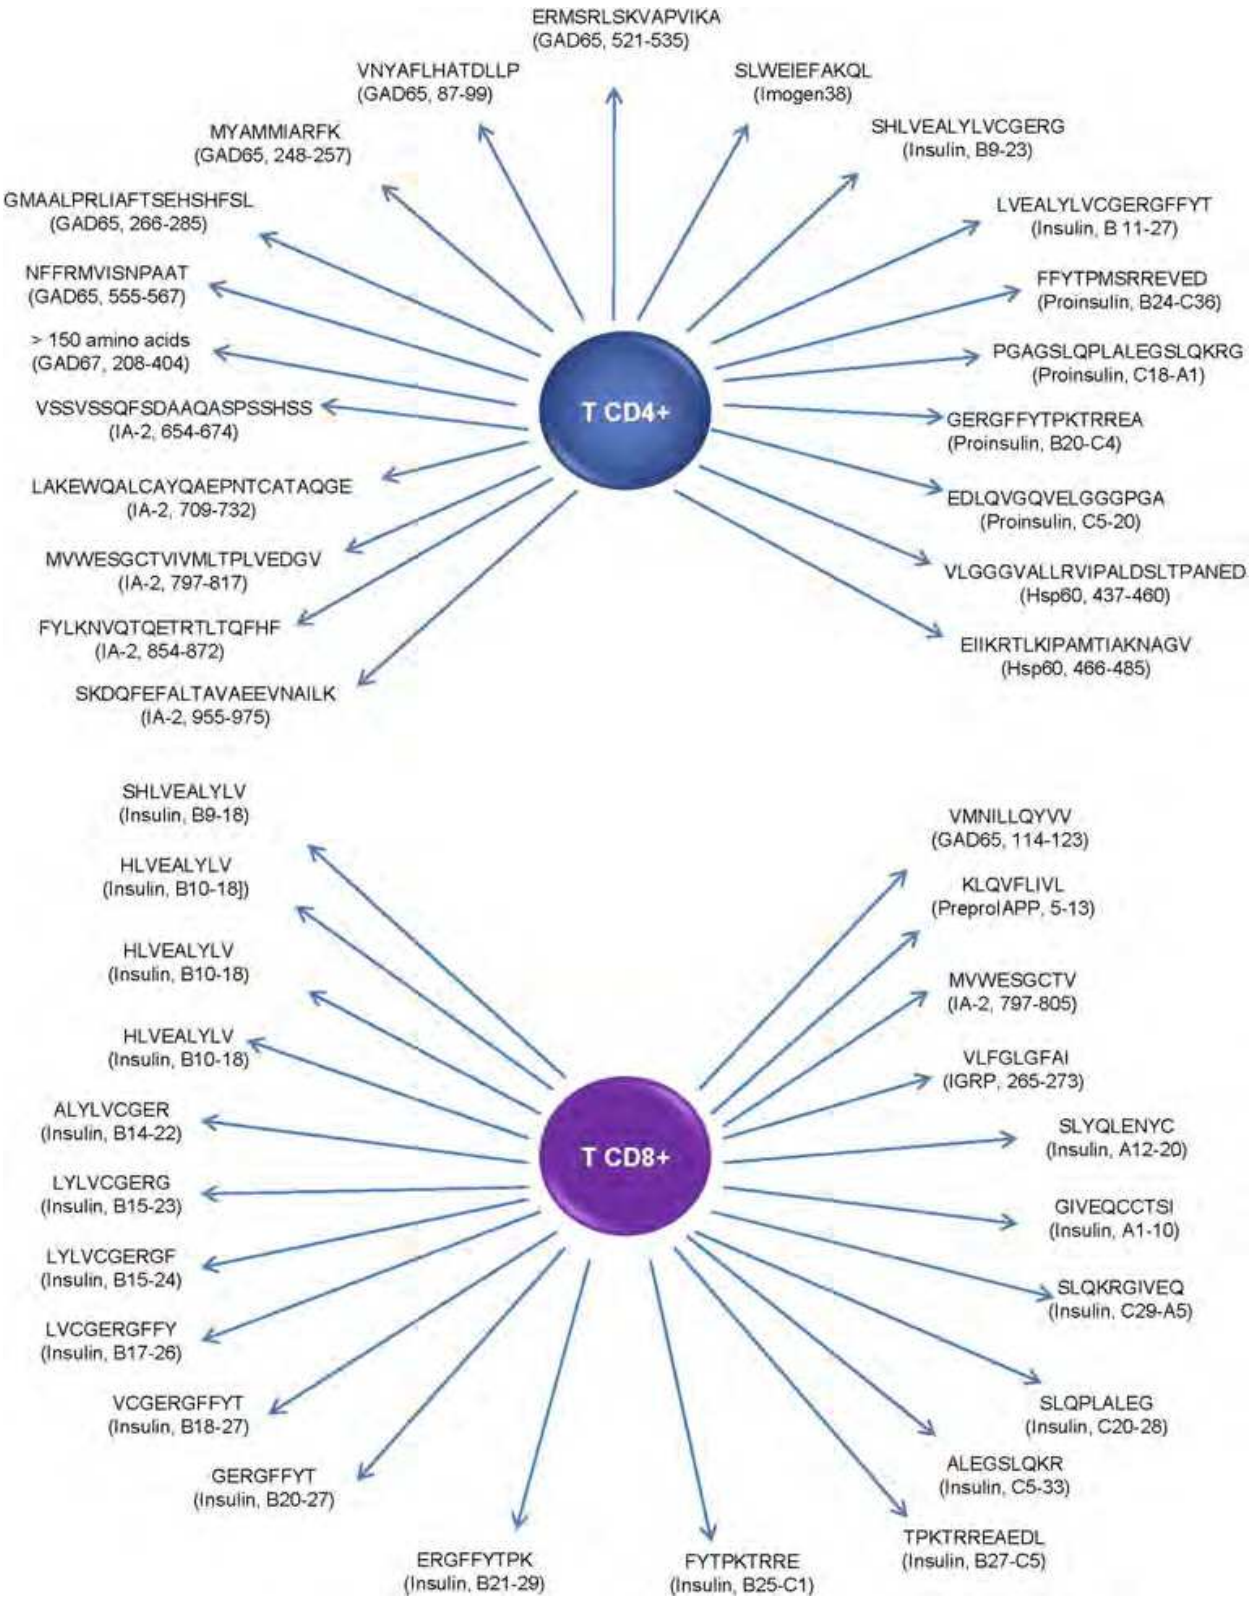 ERMSRLSKVAPVIKA
(GAD65, 521-535)
VNYAFLHATDLLP
(GAD65, 87-99)
SLWEIEFAKQL
(Imogen38)
MYAMMIARFK
(GAD65, 248-257)
SHLVEALYLVCGERG
(Insulin, B9-23)
GMAALPRLIAFTSEHSHFSL
(GAD65, 266-285)
LVEALYLVCGERGFFYT
(Insulin, B 11-27)
NFFRMVISNPAAT
(GAD65, 555-567)
FFYTPMSRREVED
(Proinsulin, B24-C36)
> 150 amino acids
(GAD67, 208-404)
PGAGSLQPLALEGSLQKRG
(Proinsulin, C18-A1)
VSSVSSQFSDAAQASPSSHSS
(IA-2, 654-674)
T CD4+
GERGFFYTPKTRREA
(Proinsulin, B20-C4)
LAKEWQALCAYQAEPNTCATAQGE
(IA-2, 709-732)
EDLQVGQVELGGGPGA
(Proinsulin, C5-20)
MVWESGCTVIVMLTPLVEDGV
(IA-2, 797-817)
VLGGGVALLRVIPALDSLTPANED
(Hsp60, 437-460)
FYLKNVQTQETRTLTQFHF
(IA-2, 854-872)
EIIKRTLKIPAMTIAKNAGV
(Hsp60, 466-485)
SKDQFEFALTAVAEEVNAILK
(IA-2, 955-975)
SHLVEALYLV
(Insulin, B9-18)
VMNILLQYVV
(GAD65, 114-123)
HLVEALYLV
(Insulin, B10-18])
KLQVFLIVL
(PreproIAPP, 5-13)
HLVEALYLV
(Insulin, B10-18)
MVWESGCTV
(IA-2, 797-805)
HLVEALYLV
(Insulin, B10-18)
VLFGLGFAI
(IGRP, 265-273)
ALYLVCGER
(Insulin, B14-22)
SLYQLENYC
(Insulin, A12-20)
T CD8+
LYLVCGERG
(Insulin, B15-23)
GIVEQCCTSI
(Insulin, A1-10)
LYLVCGERGF
(Insulin, B15-24)
SLQKRGIVEQ
(Insulin, C29-A5)
LVCGERGFFY
(Insulin, B17-26)
VCGERGFFYT
(Insulin, B18-27)
SLQPLALEG
(Insulin, C20-28)
GERGFFYT
(Insulin, B20-27)
ALEGSLQKR
(Insulin, C5-33)
TPKTRREAEDL
(Insulin, B27-C5)
ERGFFYTPK
(Insulin, B21-29)
FYTPKTRRE
(Insulin, B25-C1)